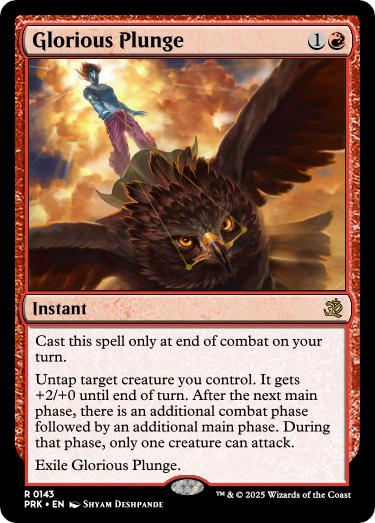 Glorious Plunge
1
Instant
Cast this spell only at end of combat on your
turn.
Untap target creature you control. It gets
+2/+0 until end of turn. After the next main
phase, there is an additional combat phase
followed by an additional main phase. During
that phase, only one creature can attack.
Exile Glorious Plunge.
R 0143
PRK • EN Shyam Deshpande
™ & © 2025 Wizards of the Coast